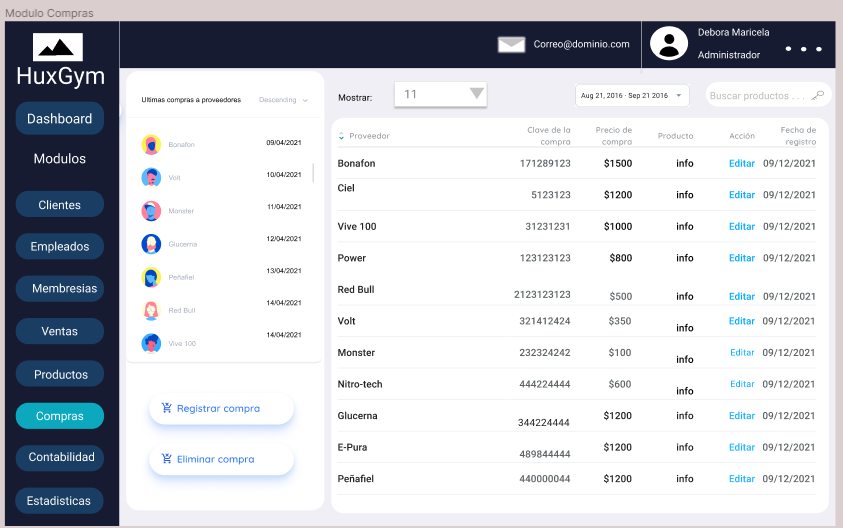 Modulo Compras
HuxGym
Dashboard
Modulos
Clientes
Empleados
Membresias
Ventas
Productos
Compras
Contabilidad
Estadisticas
Correo@dominio.com
Debora Maricela
Administrador
Ultimas compras a proveedores Descending
Bonafon 09/04/2021
Volt 10/04/2021
Monster 11/04/2021
Glucerna 12/04/2021
Peñafiel 13/04/2021
Red Bull 14/04/2021
Vive 100 14/04/2021
Registrar compra
Eliminar compra
Mostrar: 11 Aug 21, 2016 - Sep 21 2016 Buscar productos . . .
Proveedor Clave de la compra Precio de compra Producto Acción Fecha de registro
Bonafon 171289123 $1500 info Editar 09/12/2021
Ciel 5123123 $1200 info Editar 09/12/2021
Vive 100 31231231 $1000 info Editar 09/12/2021
Power 123123123 $800 info Editar 09/12/2021
Red Bull 2123123123 $500 info Editar 09/12/2021
Volt 321412424 $350 info Editar 09/12/2021
Monster 232324242 $100 info Editar 09/12/2021
Nitro-tech 444224444 $600 info Editar 09/12/2021
Glucerna 344224444 $1200 info Editar 09/12/2021
E-Pura 489844444 $1200 info Editar 09/12/2021
Peñafiel 440000044 $1200 info Editar 09/12/2021